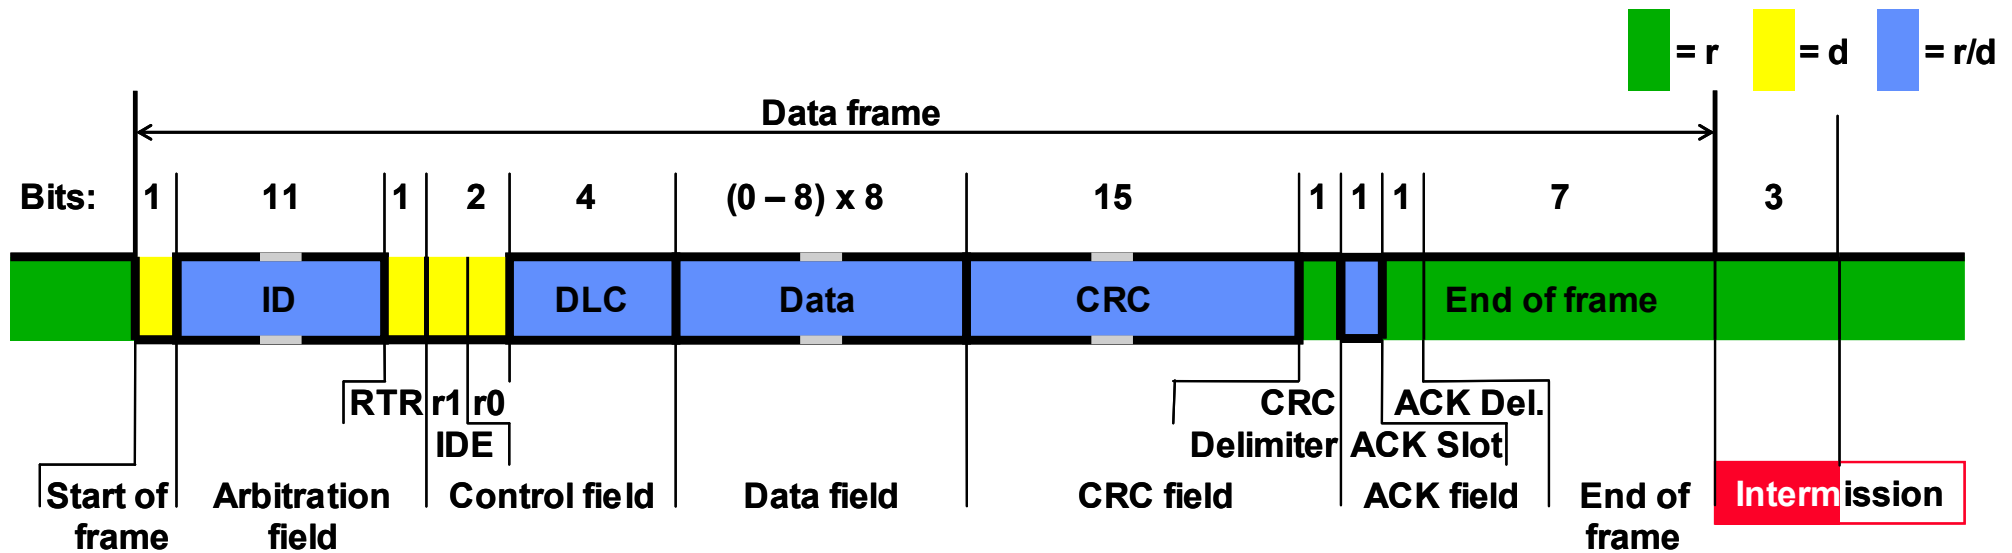 = r = d = r/d
Data frame
Bits: 1 11 1 2 4 (0 – 8) x 8 15 1 1 1 7 3
ID DLC Data CRC End of frame
RTR r1 r0 CRC ACK Del.
IDE Delimiter ACK Slot
Start of Arbitration Control field Data field CRC field ACK field End of Intermission
frame field frame